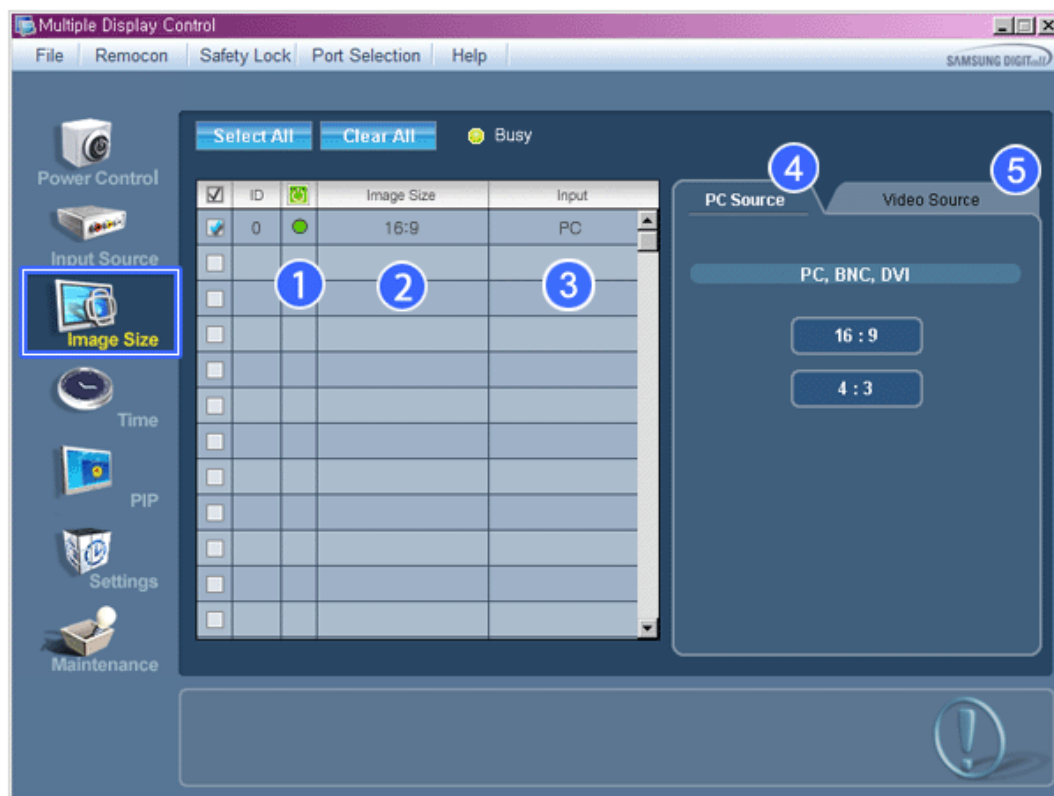 Multiple Display Control
File Remocon Safety Lock Port Selection Help
SAMSUNG DIGITall
Select All Clear All Busy
Power Control
Input Source
Image Size
Time
PIP
Settings
Maintenance
ID Image Size Input
0 16:9 PC
1 2 3
4 5
PC Source Video Source
PC, BNC, DVI
16 : 9
4 : 3